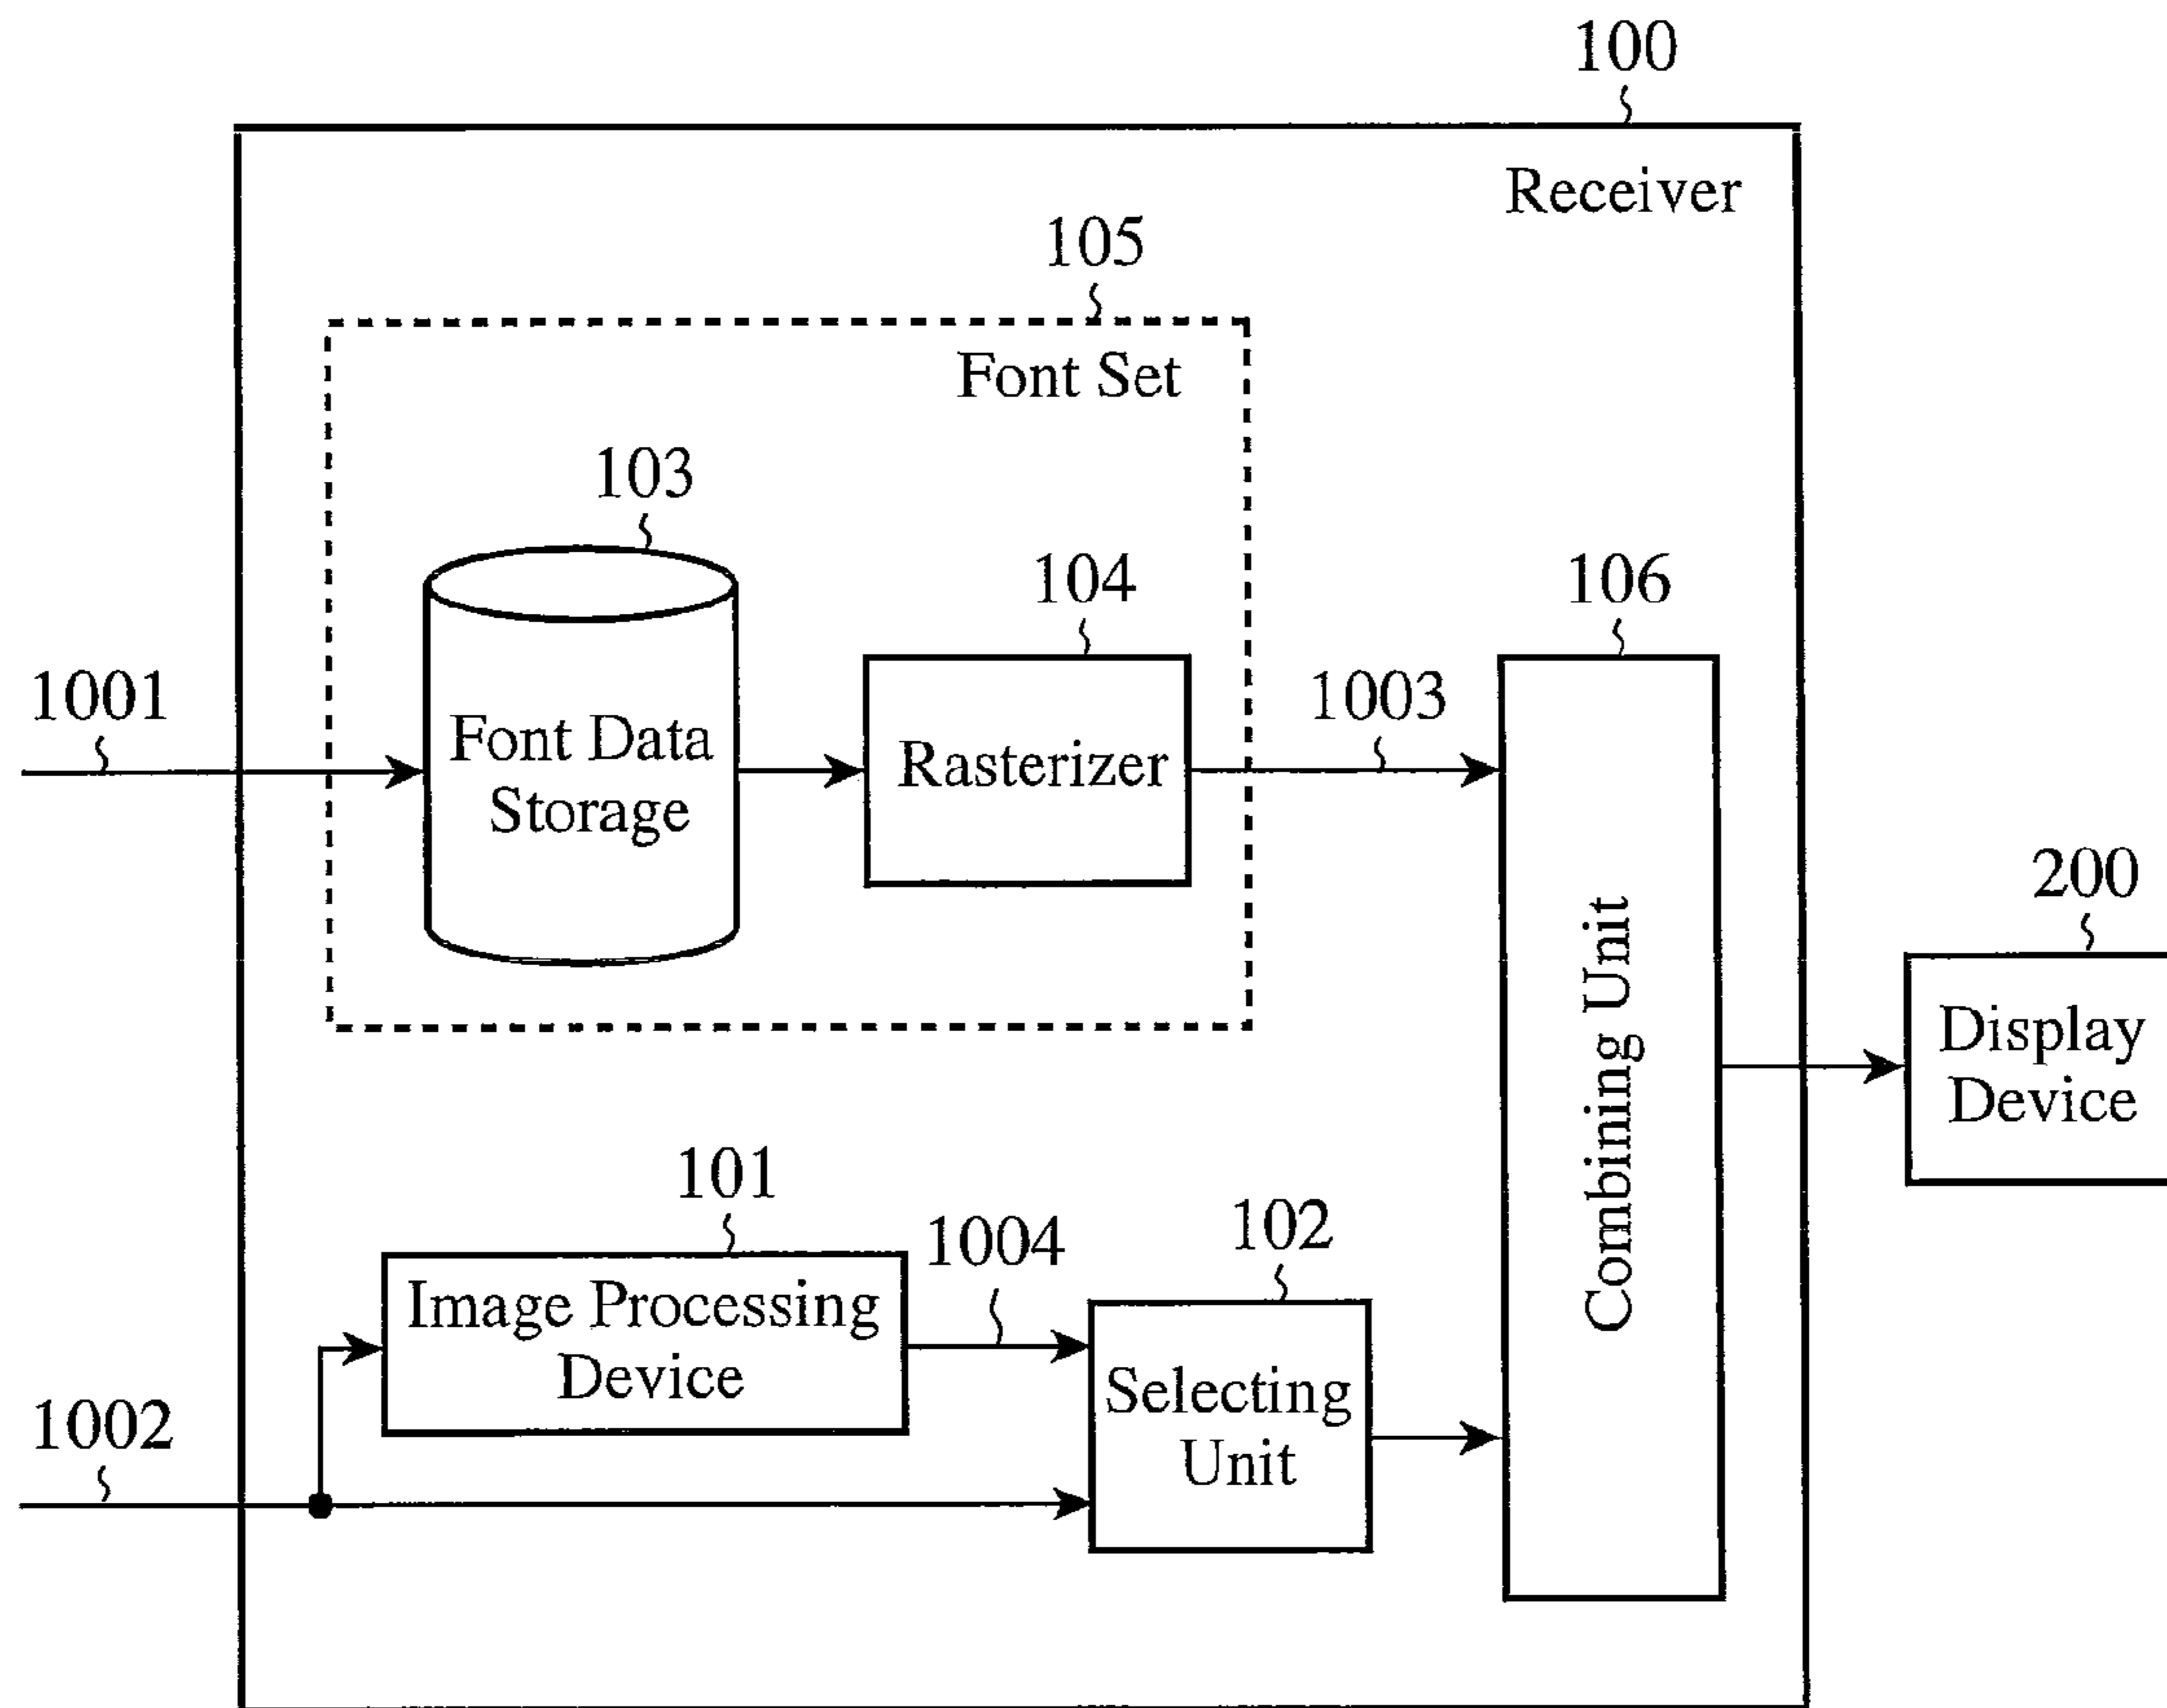 100
Receiver
105
Font Set
103
104
106
1001
1003
Font Data
Storage
Rasterizer
200
Combining Unit
Display
Device
101
1004
102
Image Processing
Device
Selecting
Unit
1002